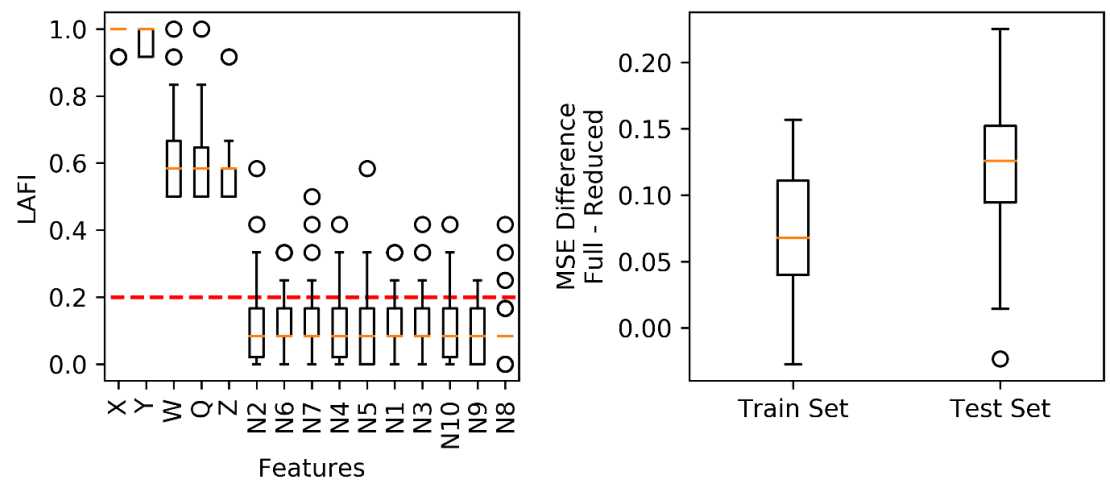 1.0
0.8
0.6
0.4
0.2
0.0
LAFI
X Y W Q Z N2 N6 N7 N4 N5 N1 N3 N10 N9 N8
Features
0.20
0.15
0.10
0.05
0.00
MSE Difference
Full - Reduced
Train Set Test Set